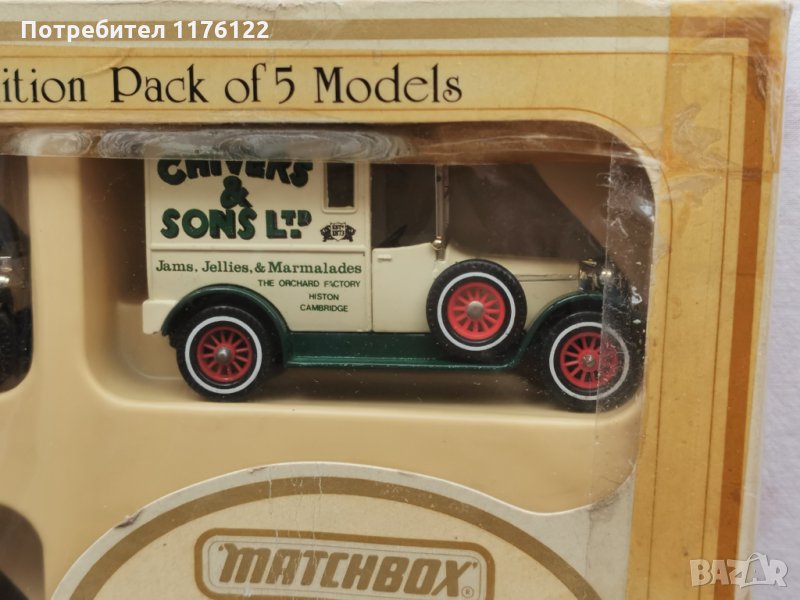 Потребител 1176122
ition Pack of 5 Models
CHIVERS
&
SONS LTD
Jams, Jellies, & Marmalades
THE ORCHARD FACTORY
HISTON
CAMBRIDGE
MATCHBOX®
BAZAR